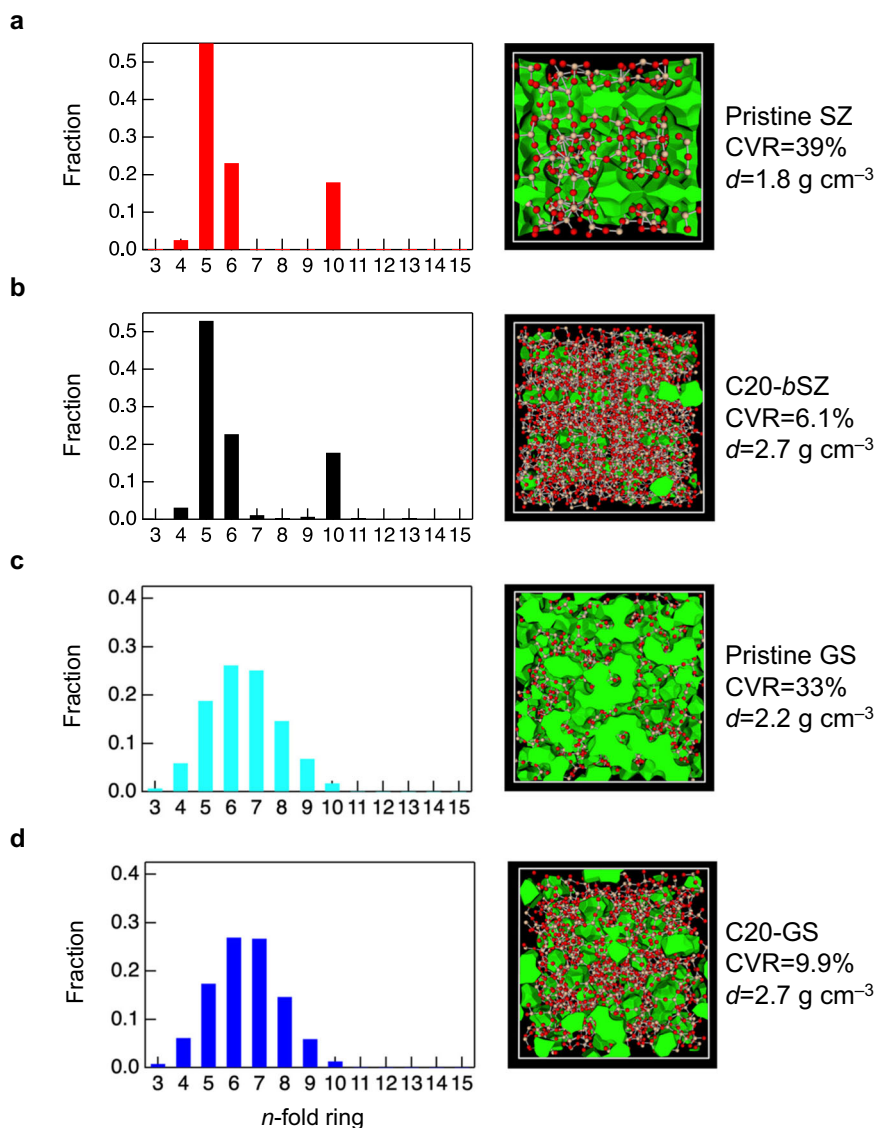 a
Fraction
0.5
0.4
0.3
0.2
0.1
0.0
3 4 5 6 7 8 9 10 11 12 13 14 15
Pristine SZ
CVR=39%
d=1.8 g cm⁻³
b
Fraction
0.5
0.4
0.3
0.2
0.1
0.0
3 4 5 6 7 8 9 10 11 12 13 14 15
C20-bSZ
CVR=6.1%
d=2.7 g cm⁻³
c
Fraction
0.4
0.3
0.2
0.1
0.0
3 4 5 6 7 8 9 10 11 12 13 14 15
Pristine GS
CVR=33%
d=2.2 g cm⁻³
d
Fraction
0.4
0.3
0.2
0.1
0.0
3 4 5 6 7 8 9 10 11 12 13 14 15
n-fold ring
C20-GS
CVR=9.9%
d=2.7 g cm⁻³